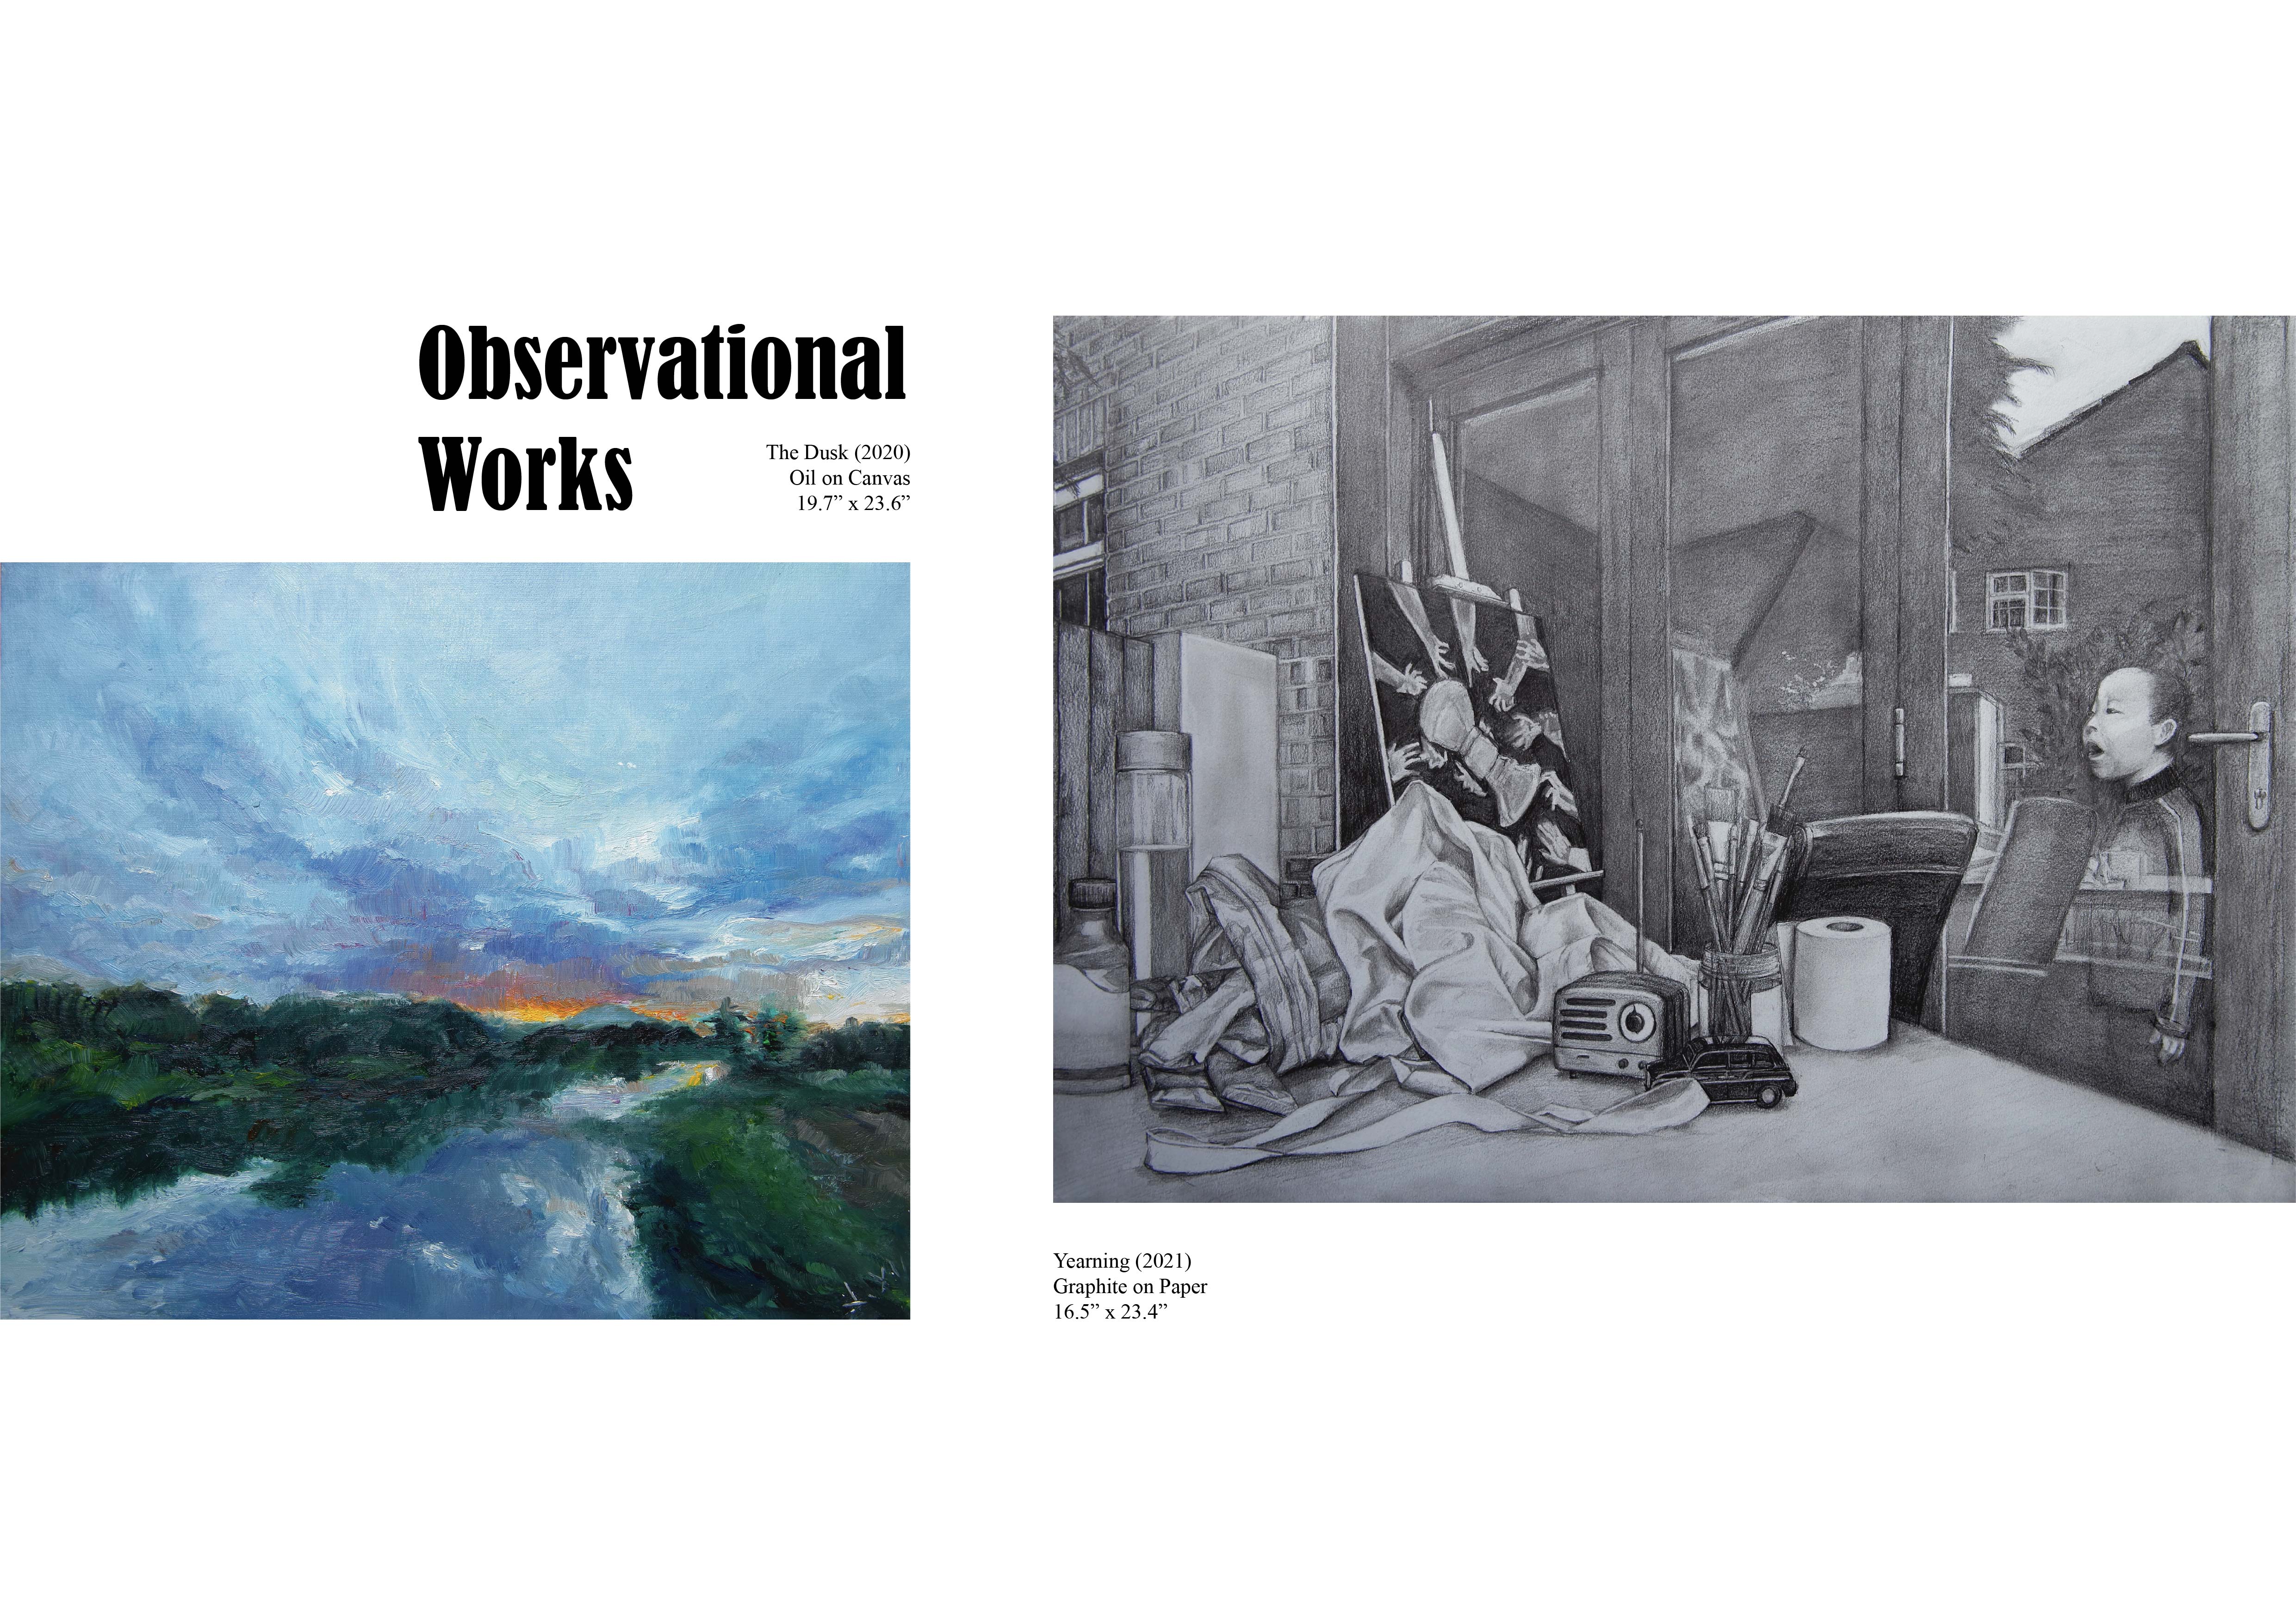 Observational
Works
The Dusk (2020)
Oil on Canvas
19.7” x 23.6”
Yearning (2021)
Graphite on Paper
16.5” x 23.4”